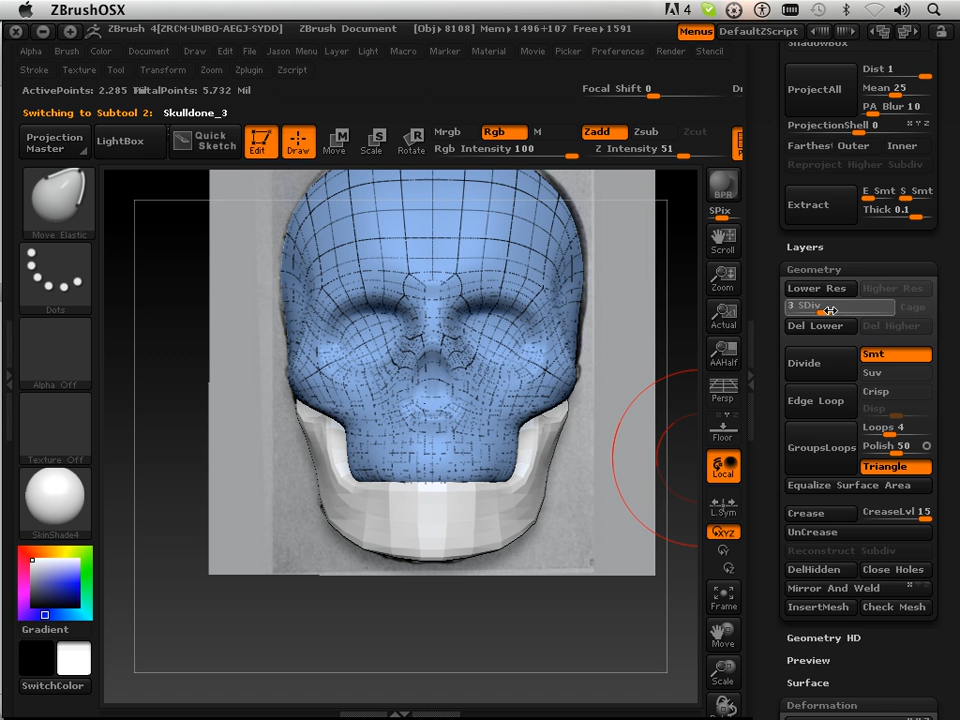 ZBrushOSX
4
ZBrush 4[ZRCM-UMBO-AEGJ-SYDD] ZBrush Document [Obj▸8108] Mem▸1496+107 Free▸1591
Menus DefaultZScript
Alpha Brush Color Document Draw Edit File Jason Menu Layer Light Macro Marker Material Movie Picker Preferences Render Stencil
Stroke Texture Tool Transform Zoom Zplugin Zscript
ActivePoints: 2.285 Mil
TotalPoints: 5.732 Mil
Focal Shift 0
Switching to Subtool 2: Skulldone_3
Projection Master
LightBox
Quick Sketch
Edit
Draw
Move
Scale
Rotate
Mrgb Rgb M
Rgb Intensity 100
Zadd Zsub Zcut
Z Intensity 51
Move Elastic
Dots
Alpha Off
Texture Off
SkinShade4
Gradient
SwitchColor
BPR
SPix
Scroll
Zoom
Actual
AAHalf
Persp
Floor
Local
L.Sym
XYZ
Frame
Move
Scale
ShadowBox
ProjectAll
Dist 1
Mean 25
PA Blur 10
ProjectionShell 0
Farthest Outer Inner
Reproject Higher Subdiv
Extract
E Smt S Smt
Thick 0.1
Layers
Geometry
Lower Res Higher Res
3 SDiv Cage
Del Lower Del Higher
Divide
Smt
Suv
Edge Loop
Crisp
Disp
GroupsLoops
Loops 4
Polish 50
Triangle
Equalize Surface Area
Crease CreaseLvl 15
UnCrease
Reconstruct Subdiv
DelHidden Close Holes
Mirror And Weld
InsertMesh Check Mesh
Geometry HD
Preview
Surface
Deformation